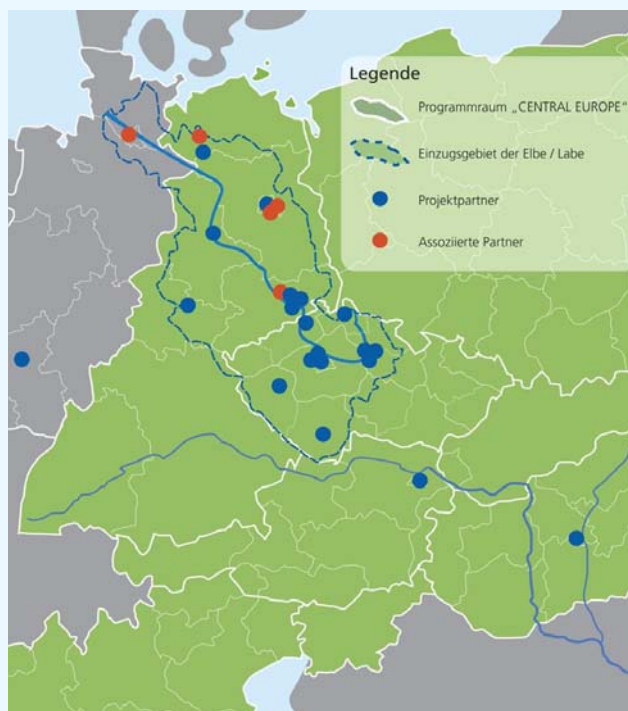 Legende
Programmraum „CENTRAL EUROPE“
Einzugsgebiet der Elbe / Labe
Projektpartner
Assoziierte Partner